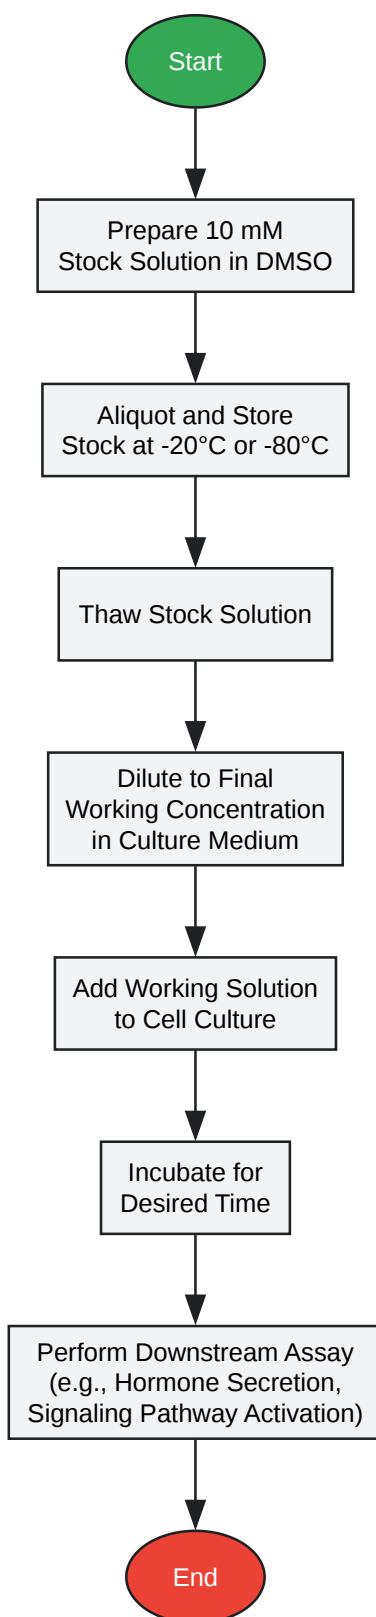 Start
Prepare 10 mM
Stock Solution in DMSO
Aliquot and Store
Stock at -20°C or -80°C
Thaw Stock Solution
Dilute to Final
Working Concentration
in Culture Medium
Add Working Solution
to Cell Culture
Incubate for
Desired Time
Perform Downstream Assay
(e.g., Hormone Secretion,
Signaling Pathway Activation)
End